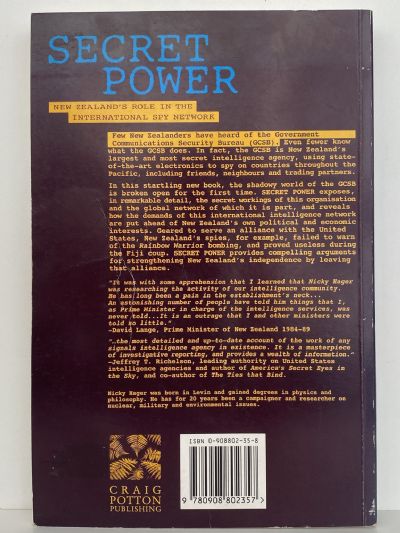 SECRET
POWER
NEW ZEALAND'S ROLE IN THE
INTERNATIONAL SPY NETWORK
Few New Zealanders have heard of the Government
Communications Security Bureau (GCSB). Even fewer know
what the GCSB does. In fact, the GCSB is New Zealand's
largest and most secret intelligence agency, using state-
of-the-art electronics to spy on countries throughout the
Pacific, including friends, neighbours and trading partners.
In this startling new book, the shadowy world of the GCSB
is broken open for the first time. SECRET POWER exposes,
in remarkable detail, the secret workings of this organisation
and the global network of which it is part, and reveals
how the demands of this international intelligence network
are put ahead of New Zealand's own political and economic
interests. Geared to serve an alliance with the United
States, New Zealand's spies, for example, failed to warn
of the Rainbow Warrior bombing, and proved useless during
the Fiji coup. SECRET POWER provides compelling arguments
for strengthening New Zealand's independence by leaving
that alliance.
"It was with some apprehension that I learned that Nicky Hager
was researching the activity of our intelligence community.
He has long been a pain in the establishment's neck...
An astonishing number of people have told him things that I,
as Prime Minister in charge of the intelligence services, was
never told...It is an outrage that I and other ministers were
told so little."
-David Lange, Prime Minister of New Zealand 1984-89
"...the most detailed and up-to-date account of the work of any
signals intelligence agency in existence. It is a masterpiece
of investigative reporting, and provides a wealth of information."
-Jeffrey T. Richelson, leading authority on United States
intelligence agencies and author of America's Secret Eyes in
the Sky, and co-author of The Ties that Bind.
Nicky Hager was born in Levin and gained degrees in physics and
philosophy. He has for 20 years been a campaigner and researcher on
nuclear, military and environmental issues.
ISBN 0-908802-35-8
9 780908 802357 >
CRAIG
POTTON
PUBLISHING